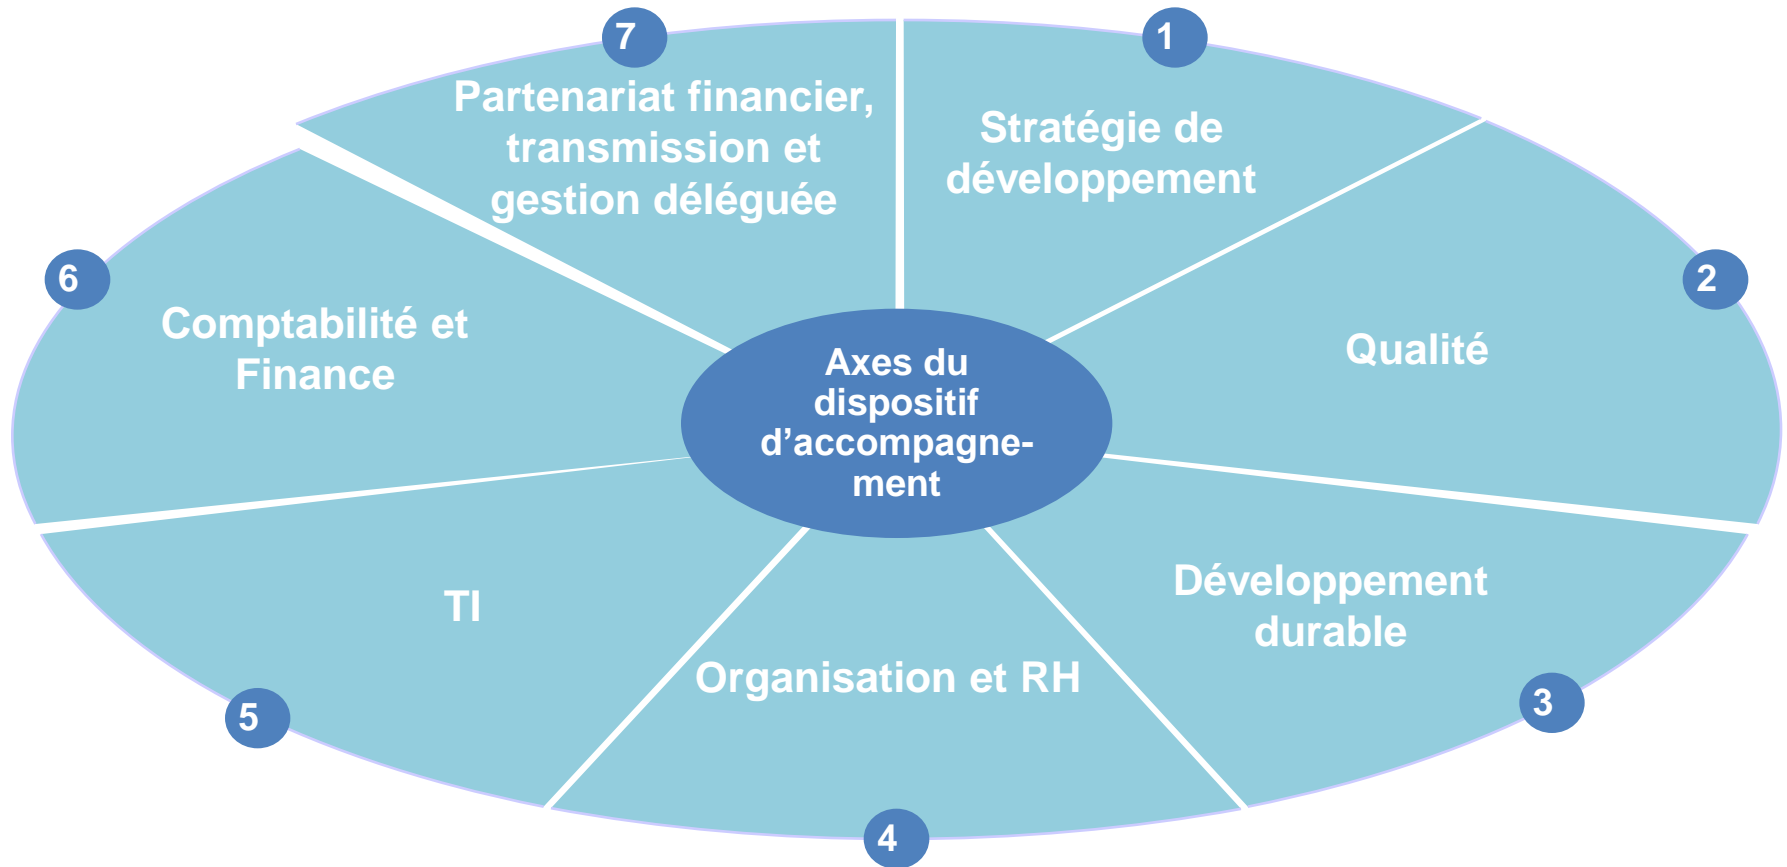 1
Stratégie de
développement
2
Qualité
3
Développement
durable
4
Organisation et RH
5
TI
6
Comptabilité et
Finance
7
Partenariat financier,
transmission et
gestion déléguée
Axes du
dispositif
d’accompagne-
ment